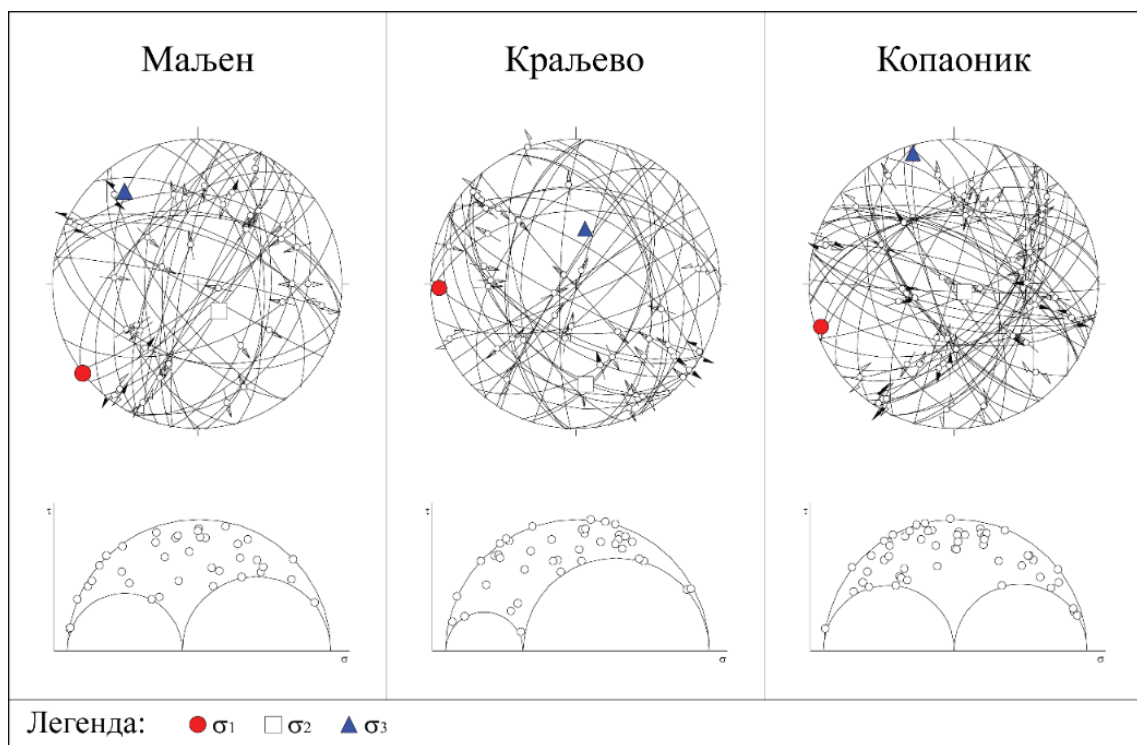 Маљен
Краљево
Копаоник
σ
σ
σ
Легенда: σ1 σ2 σ3